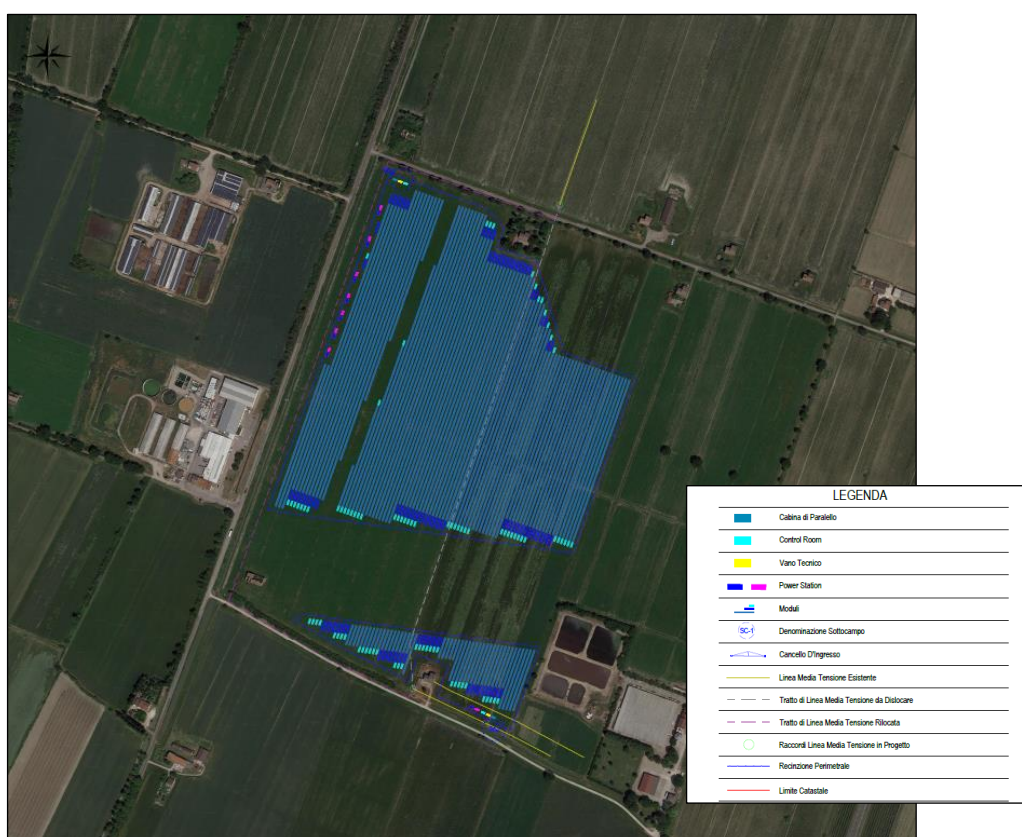 LEGENDA
Cabina di Paralello
Control Room
Vano Tecnico
Power Station
Moduli
SC-1 Denominazione Sottocampo
Cancello D'Ingresso
Linea Media Tensione Esistente
Tratto di Linea Media Tensione da Dislocare
Tratto di Linea Media Tensione Rilocata
Raccordi Linea Media Tensione in Progetto
Recinzione Perimetrale
Limite Catastale